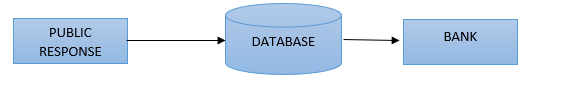 PUBLIC
RESPONSE
DATABASE
BANK